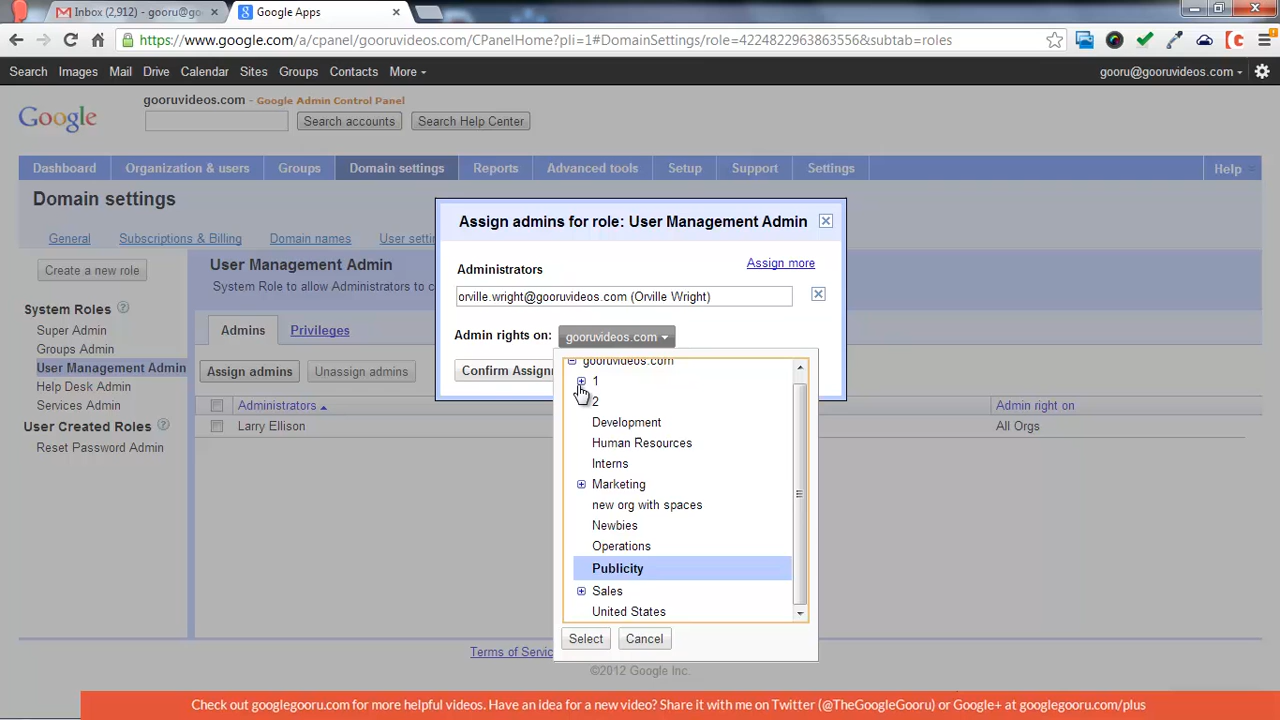 Inbox (2,912) - gooru@go
Google Apps
https://www.google.com/a/cpanel/gooruvideos.com/CPanelHome?pli=1#DomainSettings/role=4224822963863556&subtab=roles
Search Images Mail Drive Calendar Sites Groups Contacts More
gooru@gooruvideos.com
Google
gooruvideos.com - Google Admin Control Panel
Search accounts
Search Help Center
Dashboard Organization & users Groups Domain settings Reports Advanced tools Setup Support Settings Help
Domain settings
General Subscriptions & Billing Domain names User setti
Create a new role
System Roles ?
Super Admin
Groups Admin
User Management Admin
Help Desk Admin
Services Admin
User Created Roles ?
Reset Password Admin
User Management Admin
System Role to allow Administrators to c
Admins Privileges
Assign admins Unassign admins
Administrators Admin right on
Larry Ellison All Orgs
Assign admins for role: User Management Admin
Administrators Assign more
orville.wright@gooruvideos.com (Orville Wright)
Admin rights on: gooruvideos.com
Confirm Assign
gooruvideos.com
1
2
Development
Human Resources
Interns
Marketing
new org with spaces
Newbies
Operations
Publicity
Sales
United States
Select Cancel
Terms of Servic
©2012 Google Inc.
Check out googlegooru.com for more helpful videos. Have an idea for a new video? Share it with me on Twitter (@TheGoogleGooru) or Google+ at googlegooru.com/plus